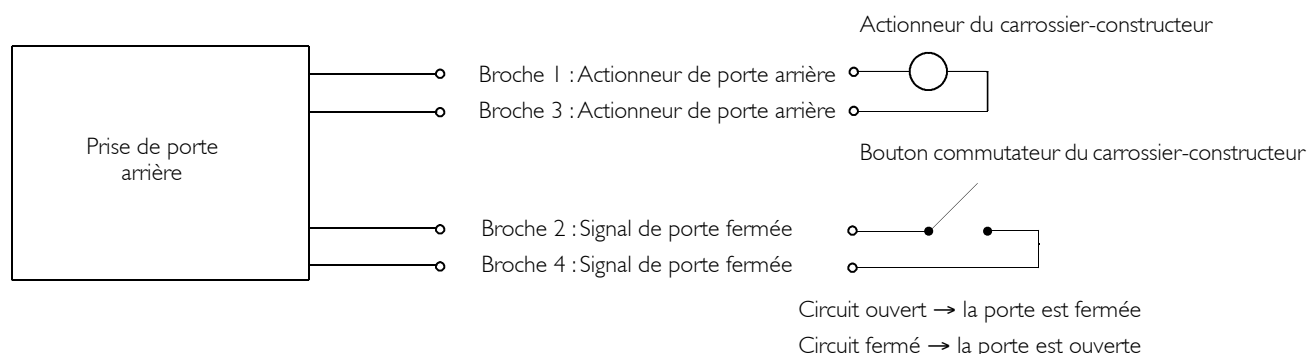 Actionneur du carrossier-constructeur
Broche 1 : Actionneur de porte arrière
Broche 3 : Actionneur de porte arrière
Prise de porte
arrière
Bouton commutateur du carrossier-constructeur
Broche 2 : Signal de porte fermée
Broche 4 : Signal de porte fermée
Circuit ouvert → la porte est fermée
Circuit fermé → la porte est ouverte